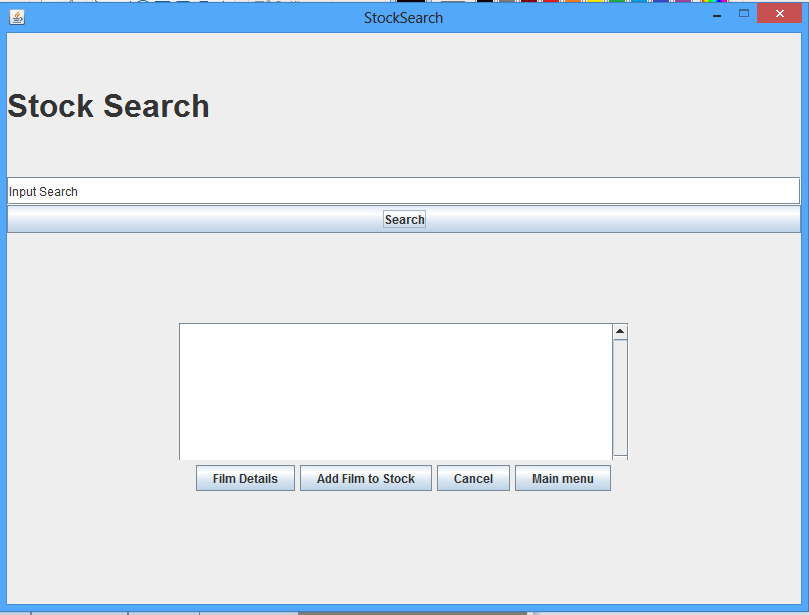 StockSearch
Stock Search
Input Search
Search
Film Details Add Film to Stock Cancel Main menu